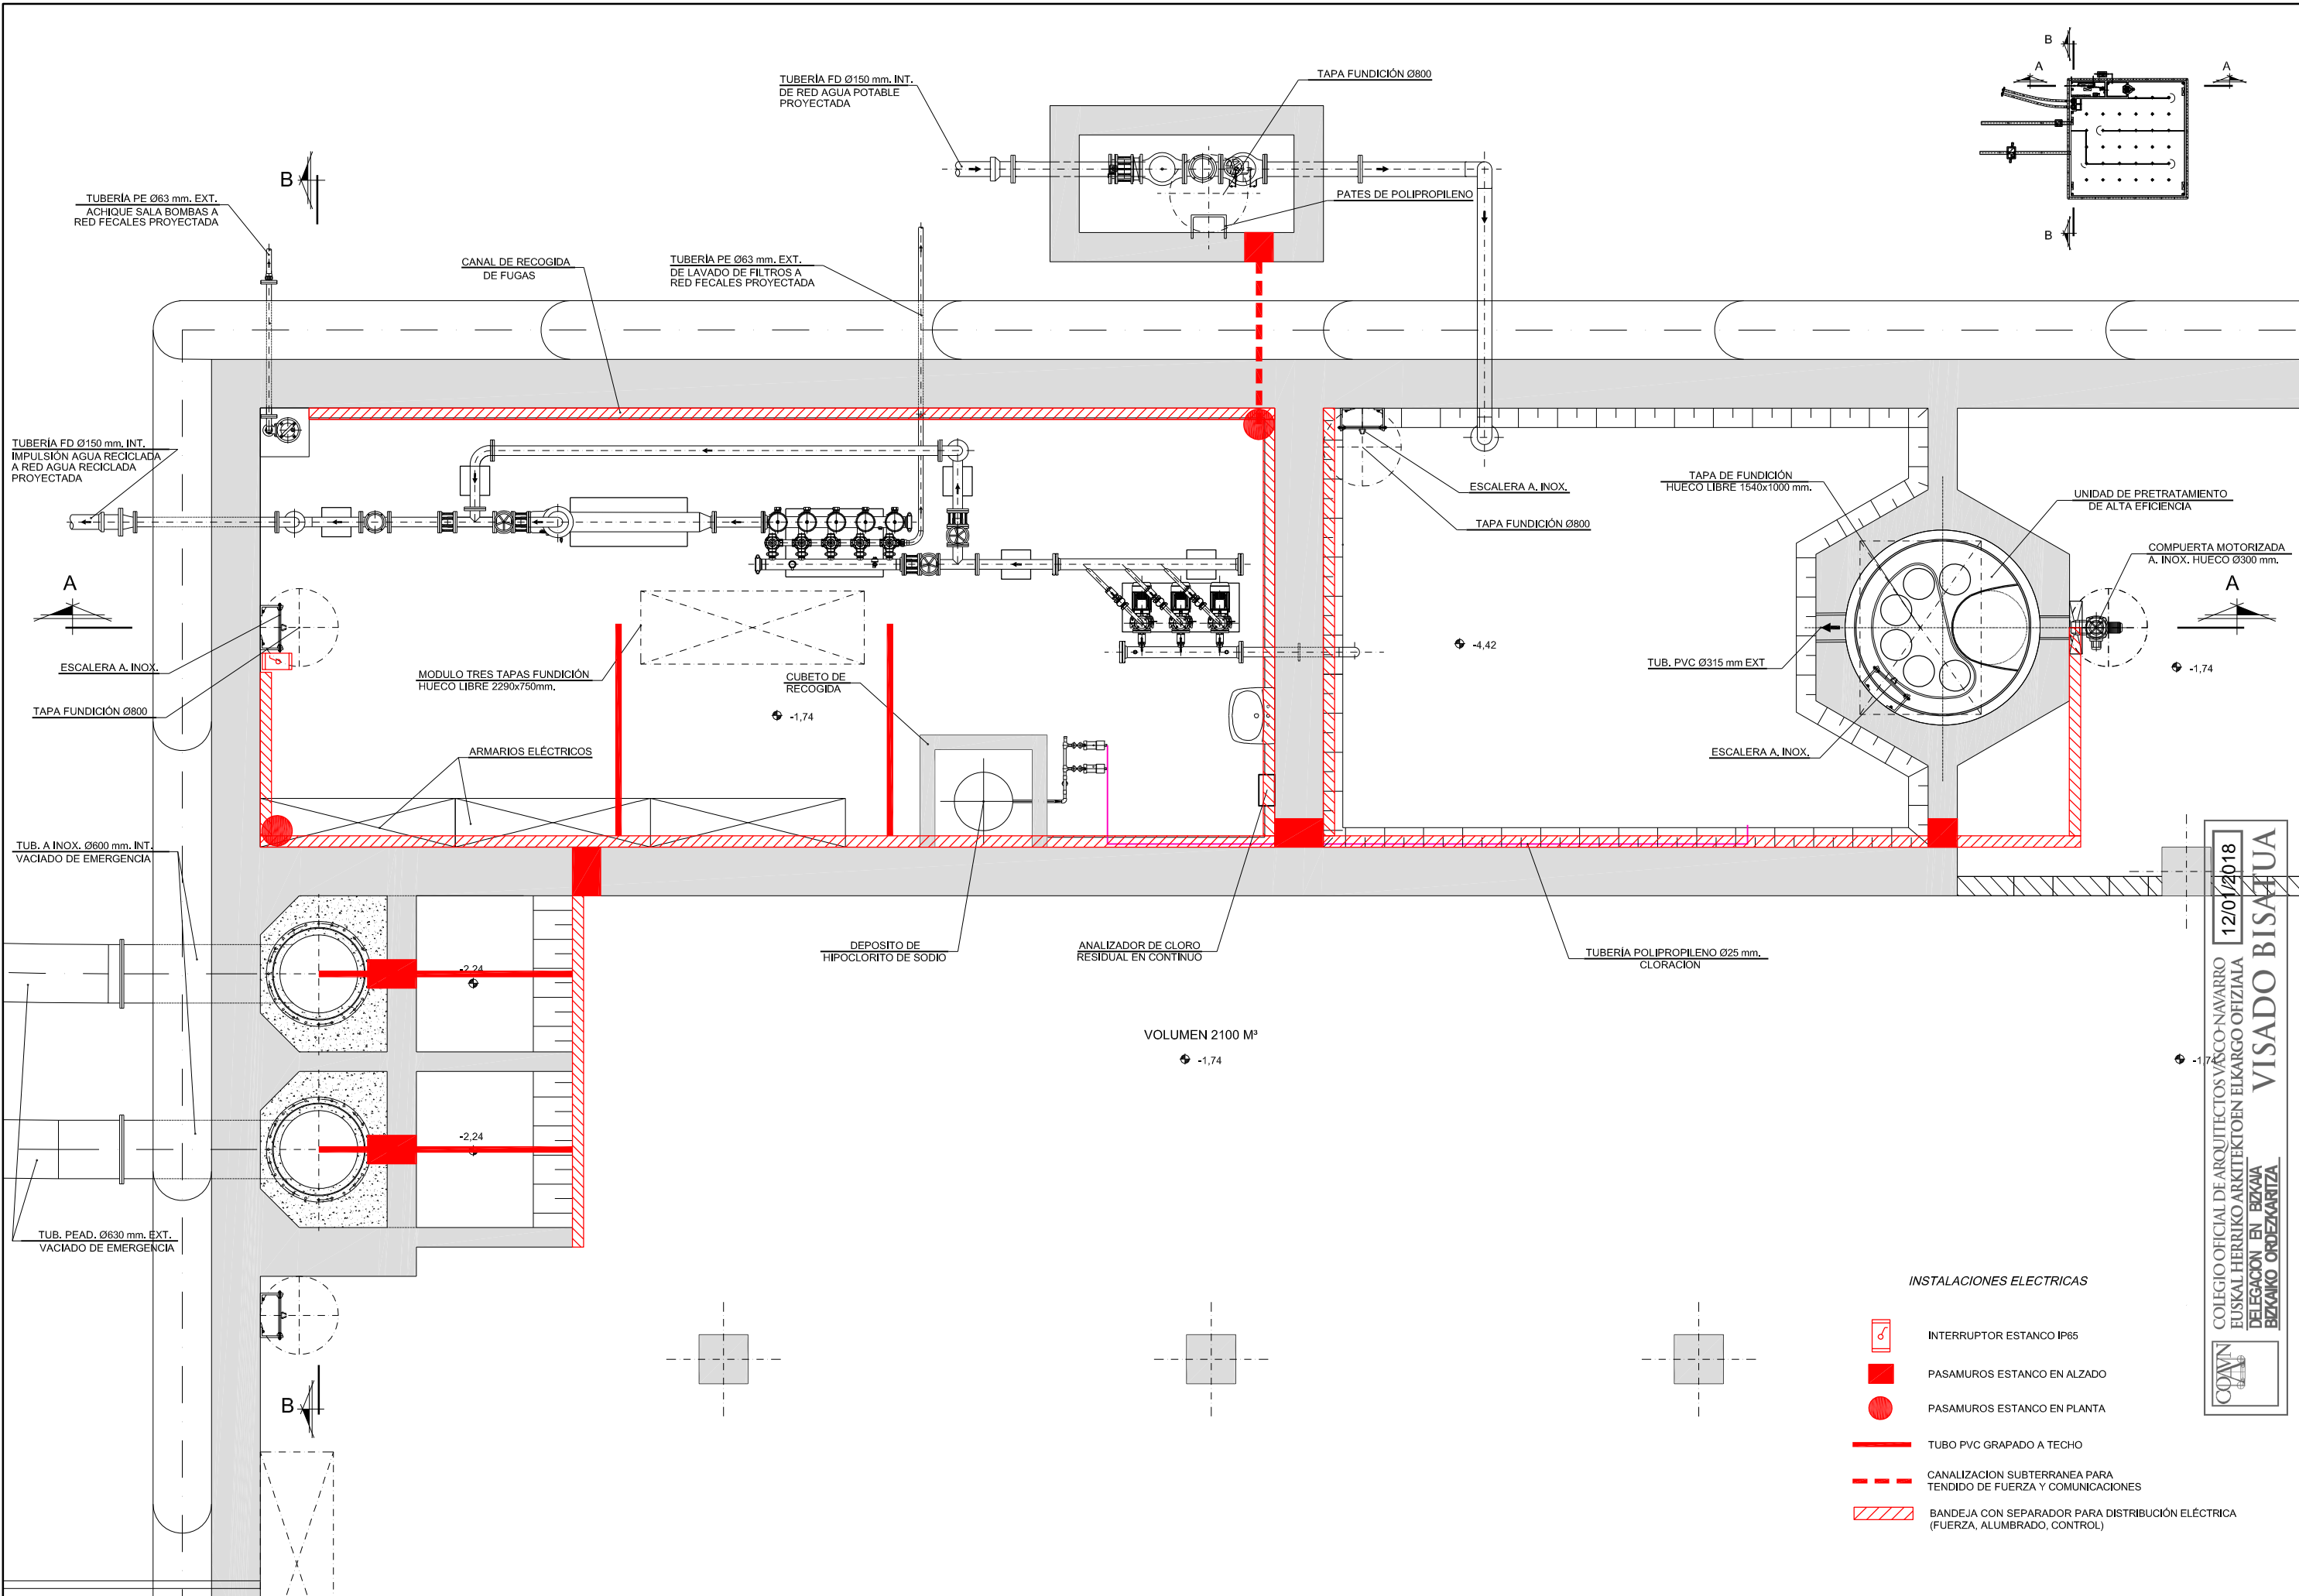 TUBERÍA FD Ø150 mm. INT.
DE RED AGUA POTABLE
PROYECTADA
TAPA FUNDICIÓN Ø800
B
A
A
B
B
TUBERÍA PE Ø63 mm. EXT.
ACHIQUE SALA BOMBAS A
RED FECALES PROYECTADA
PATES DE POLIPROPILENO
CANAL DE RECOGIDA
DE FUGAS
TUBERÍA PE Ø63 mm. EXT.
DE LAVADO DE FILTROS A
RED FECALES PROYECTADA
TUBERÍA FD Ø150 mm. INT.
IMPULSIÓN AGUA RECICLADA
A RED AGUA RECICLADA
PROYECTADA
ESCALERA A. INOX.
TAPA FUNDICIÓN Ø800
TAPA DE FUNDICIÓN
HUECO LIBRE 1540x1000 mm.
UNIDAD DE PRETRATAMIENTO
DE ALTA EFICIENCIA
COMPUERTA MOTORIZADA
A. INOX. HUECO Ø300 mm.
A
A
-4,42
TUB. PVC Ø315 mm EXT
-1,74
ESCALERA A. INOX.
MODULO TRES TAPAS FUNDICIÓN
HUECO LIBRE 2290x750mm.
CUBETO DE
RECOGIDA
TAPA FUNDICIÓN Ø800
-1,74
ARMARIOS ELÉCTRICOS
ESCALERA A. INOX.
TUB. A INOX. Ø600 mm. INT.
VACIADO DE EMERGENCIA
DEPOSITO DE
HIPOCLORITO DE SODIO
ANALIZADOR DE CLORO
RESIDUAL EN CONTINUO
TUBERÍA POLIPROPILENO Ø25 mm.
CLORACIÓN
-2,24
VOLUMEN 2100 M³
-1,74
-1,74
-2,24
TUB. PEAD. Ø630 mm. EXT.
VACIADO DE EMERGENCIA
B
INSTALACIONES ELECTRICAS
INTERRUPTOR ESTANCO IP65
PASAMUROS ESTANCO EN ALZADO
PASAMUROS ESTANCO EN PLANTA
TUBO PVC GRAPADO A TECHO
CANALIZACION SUBTERRANEA PARA
TENDIDO DE FUERZA Y COMUNICACIONES
BANDEJA CON SEPARADOR PARA DISTRIBUCIÓN ELÉCTRICA
(FUERZA, ALUMBRADO, CONTROL)
COAVN
COLEGIO OFICIAL DE ARQUITECTOS VASCO-NAVARRO
EUSKAL HERRIKO ARKITEKTOEN ELKARGO OFIZIALA
DELEGACION EN BIZKAIA
BIZKAIKO ORDEZKARITZA
12/01/2018
VISADO BISATUA